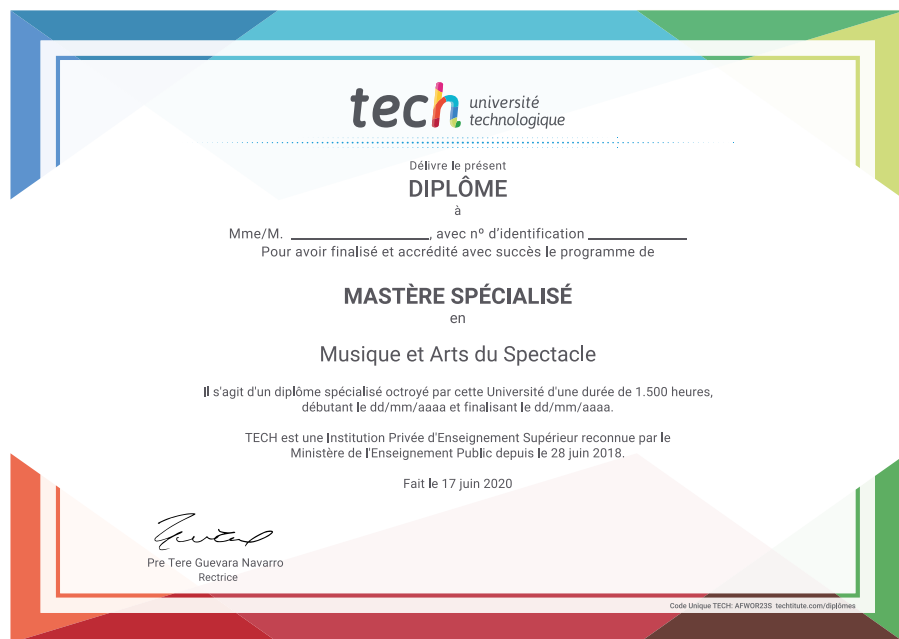 tech université
technologique
Délivre le présent
DIPLÔME
à
Mme/M. ____________________, avec nº d'identification ______________
Pour avoir finalisé et accrédité avec succès le programme de
MASTÈRE SPÉCIALISÉ
en
Musique et Arts du Spectacle
Il s'agit d'un diplôme spécialisé octroyé par cette Université d'une durée de 1.500 heures,
débutant le dd/mm/aaaa et finalisant le dd/mm/aaaa.
TECH est une Institution Privée d'Enseignement Supérieur reconnue par le
Ministère de l'Enseignement Public depuis le 28 juin 2018.
Fait le 17 juin 2020
Pre Tere Guevara Navarro
Rectrice
Code Unique TECH: AFWOR23S techtitute.com/diplômes